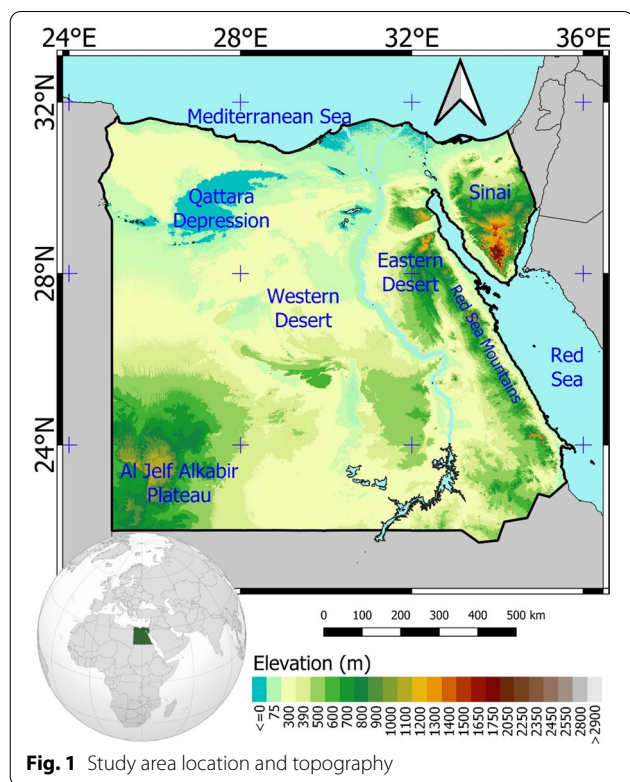 24°E 28°E 32°E 36°E
32°N
28°N
24°N
Mediterranean Sea
Qattara
Depression
Sinai
Eastern
Desert
Western
Desert
Red Sea Mountains
Red
Sea
Al Jelf Alkabir
Plateau
0 100 200 300 400 500 km
Elevation (m)
<=0 75 300 390 500 600 700 800 900 1000 1100 1200 1300 1400 1500 1650 1750 2050 2250 2350 2450 2550 2800 >2900
Fig. 1 Study area location and topography